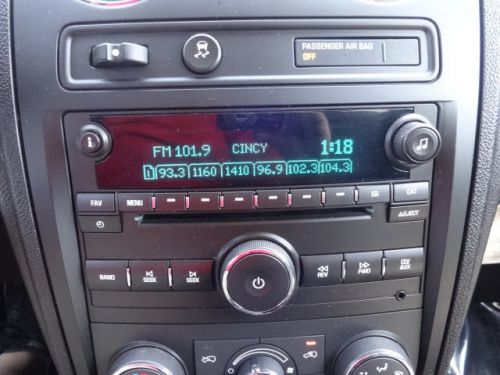 PASSENGER AIR BAG
OFF
FM 101.9 CINCY 1:18
1 93.3 1160 1410 96.9 102.3 104.3
FAV MENU EQ CAT
EJECT
BAND SEEK SEEK REV FWD CD/AUX